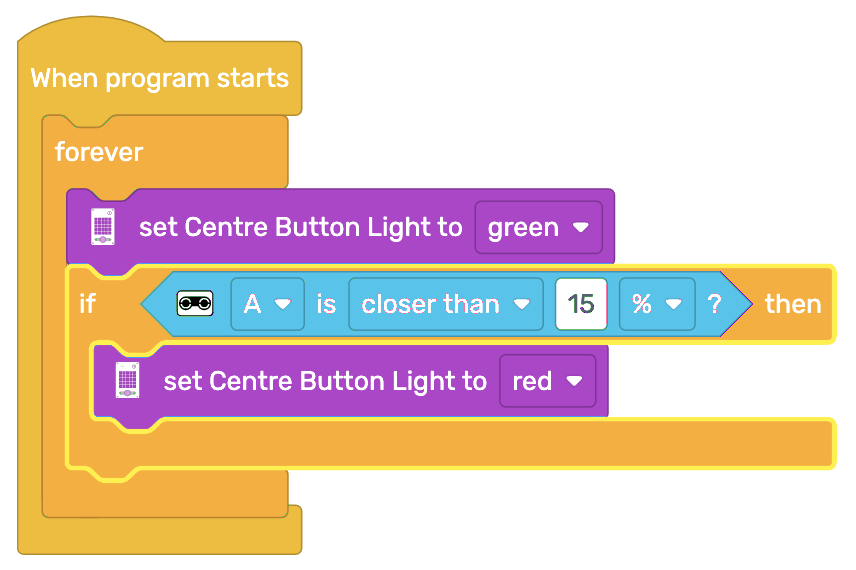 When program starts
forever
set Centre Button Light to green
if A is closer than 15 % ? then
set Centre Button Light to red